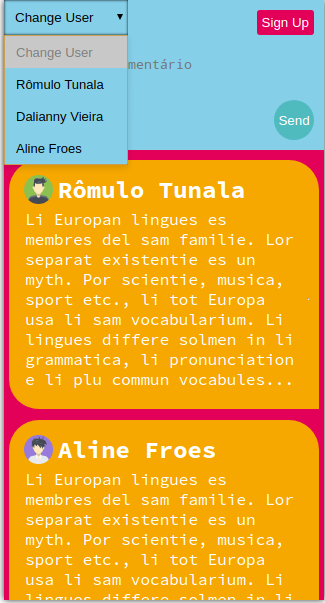 Change User
Sign Up
Change User
mentário
Rômulo Tunala
Dalianny Vieira
Send
Aline Froes
Rômulo Tunala
Li Europan lingues es
membres del sam familie. Lor
separat existentie es un
myth. Por scientie, musica,
sport etc., li tot Europa
usa li sam vocabularium. Li
lingues differe solmen in li
grammatica, li pronunciation
e li plu commun vocabules...
Aline Froes
Li Europan lingues es
membres del sam familie. Lor
separat existentie es un
myth. Por scientie, musica,
sport etc., li tot Europa
usa li sam vocabularium. Li
lingues differe solmen in li